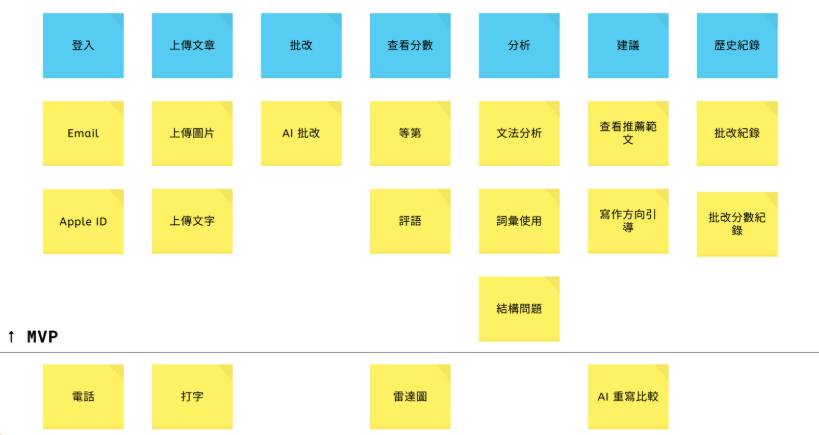 登入
上傳文章
批改
查看分數
分析
建議
歷史紀錄
Email
上傳圖片
AI 批改
等第
文法分析
查看推薦範
文
批改紀錄
Apple ID
上傳文字
評語
詞彙使用
寫作方向引
導
批改分數紀
錄
結構問題
↑ MVP
電話
打字
雷達圖
AI 重寫比較